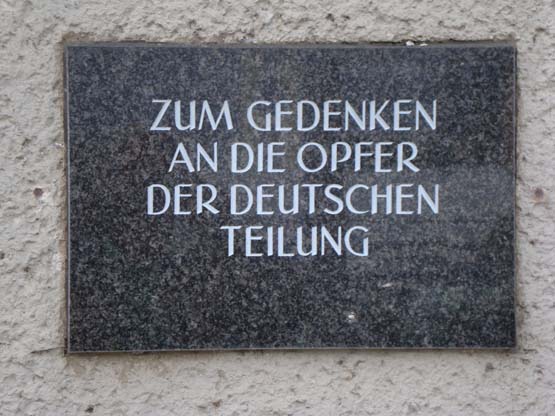 ZUM GEDENKEN
AN DIE OPFER
DER DEUTSCHEN
TEILUNG